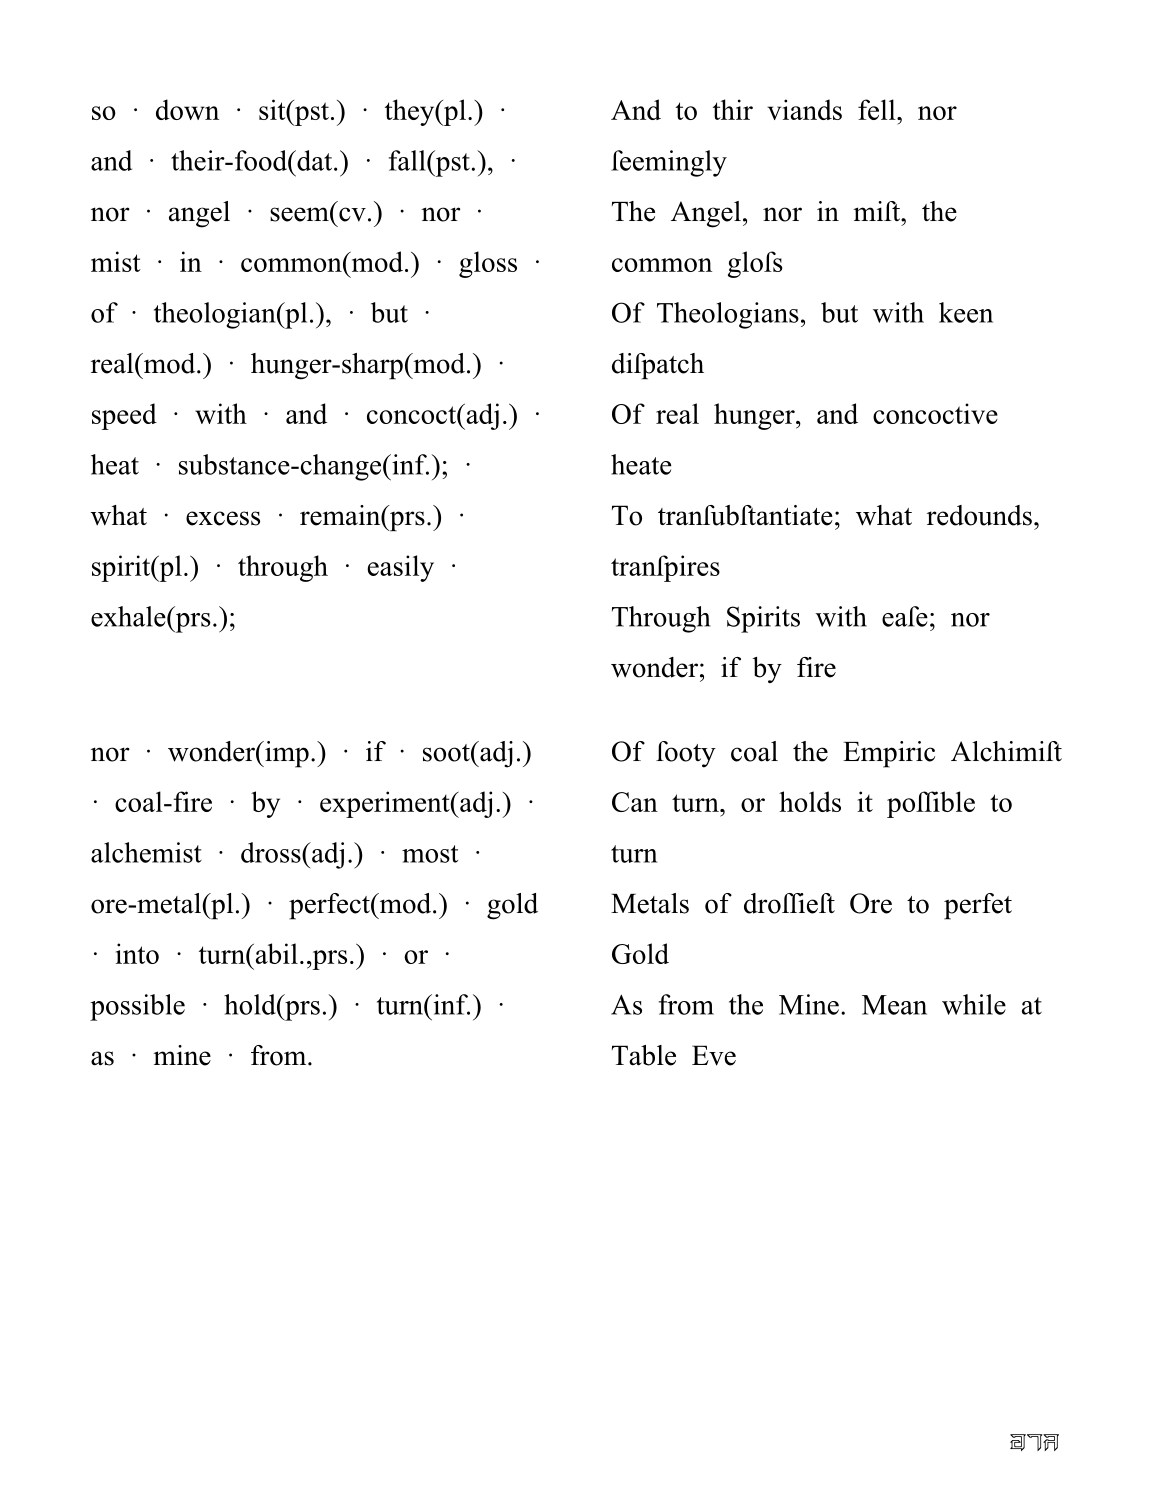 so · down · sit(pst.) · they(pl.) ·
and · their-food(dat.) · fall(pst.), ·
nor · angel · seem(cv.) · nor ·
mist · in · common(mod.) · gloss ·
of · theologian(pl.), · but ·
real(mod.) · hunger-sharp(mod.) ·
speed · with · and · concoct(adj.) ·
heat · substance-change(inf.); ·
what · excess · remain(prs.) ·
spirit(pl.) · through · easily ·
exhale(prs.);
And to thir viands fell, nor
ſeemingly
The Angel, nor in miſt, the
common gloſs
Of Theologians, but with keen
diſpatch
Of real hunger, and concoctive
heate
To tranſubſtantiate; what redounds,
tranſpires
Through Spirits with eaſe; nor
wonder; if by fire
nor · wonder(imp.) · if · soot(adj.)
· coal-fire · by · experiment(adj.) ·
alchemist · dross(adj.) · most ·
ore-metal(pl.) · perfect(mod.) · gold
· into · turn(abil.,prs.) · or ·
possible · hold(prs.) · turn(inf.) ·
as · mine · from.
Of ſooty coal the Empiric Alchimiſt
Can turn, or holds it poſſible to
turn
Metals of droſſieſt Ore to perfet
Gold
As from the Mine. Mean while at
Table Eve